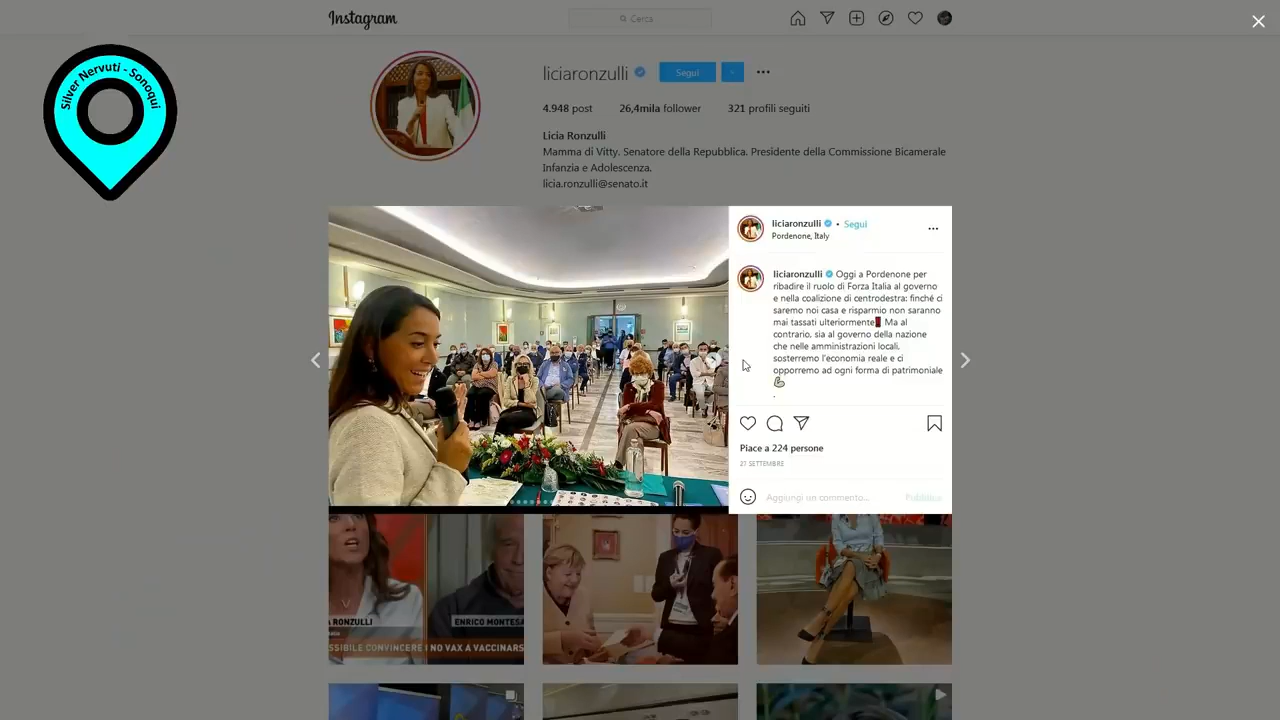 Instagram
Cerca
Silver Nervuti - Sonoqui
liciaronzulli
Segui
4.948 post 26,4mila follower 321 profili seguiti
Licia Ronzulli
Mamma di Vitty. Senatore della Repubblica. Presidente della Commissione Bicamerale
Infanzia e Adolescenza.
licia.ronzulli@senato.it
liciaronzulli • Segui
Pordenone, Italy
liciaronzulli Oggi a Pordenone per
ribadire il ruolo di Forza Italia al governo
e nella coalizione di centrodestra: finché ci
saremo noi casa e risparmio non saranno
mai tassati ulteriormente Ma al
contrario, sia al governo della nazione
che nelle amministrazioni locali,
sosterremo l'economia reale e ci
opporremo ad ogni forma di patrimoniale
.
Piace a 224 persone
27 SETTEMBRE
Aggiungi un commento...
Pubblica
A RONZULLI
ENRICO MONTESA
SSIBILE CONVINCERE I NO VAX A VACCINARS